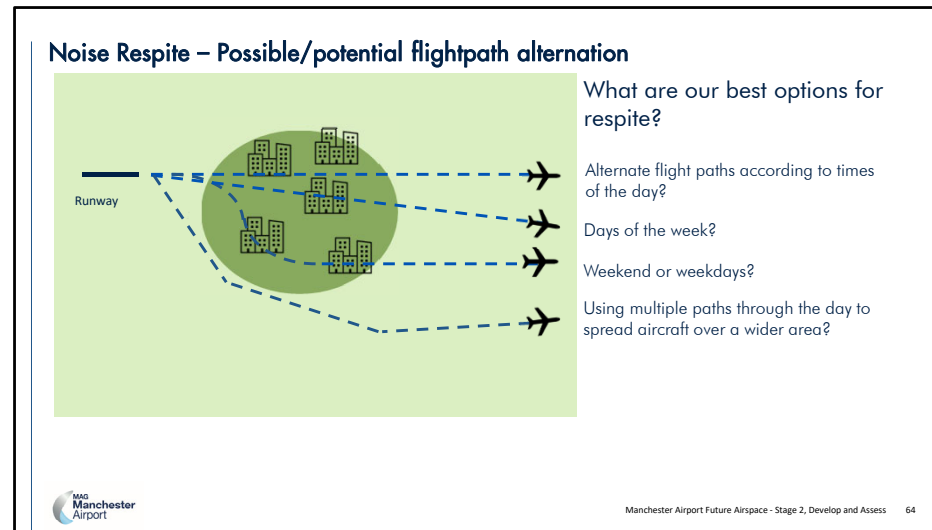 Noise Respite – Possible/potential flightpath alternation
Runway
What are our best options for
respite?
Alternate flight paths according to times
of the day?
Days of the week?
Weekend or weekdays?
Using multiple paths through the day to
spread aircraft over a wider area?
MAG
Manchester
Airport
Manchester Airport Future Airspace - Stage 2, Develop and Assess 64